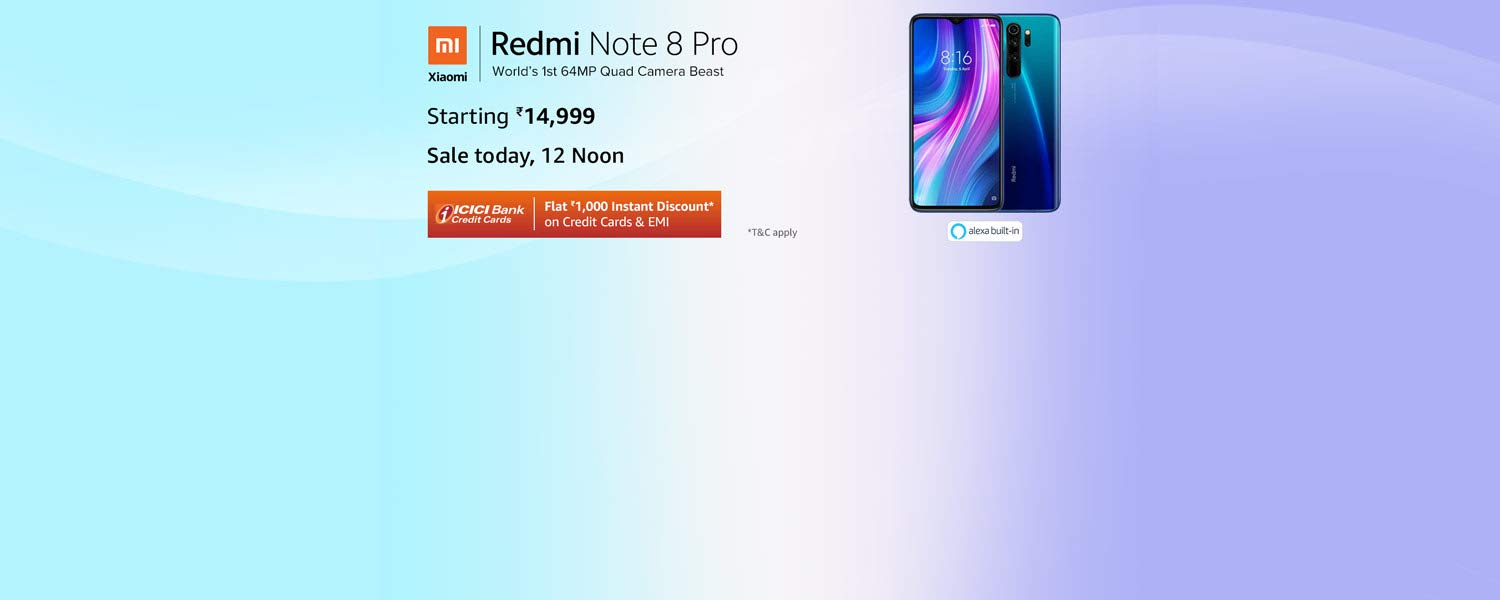 mi
Xiaomi
Redmi Note 8 Pro
World's 1st 64MP Quad Camera Beast
Starting ₹14,999
Sale today, 12 Noon
ICICI Bank
Credit Cards
Flat ₹1,000 Instant Discount*
on Credit Cards & EMI
*T&C apply
8:16
Redmi
alexa built-in